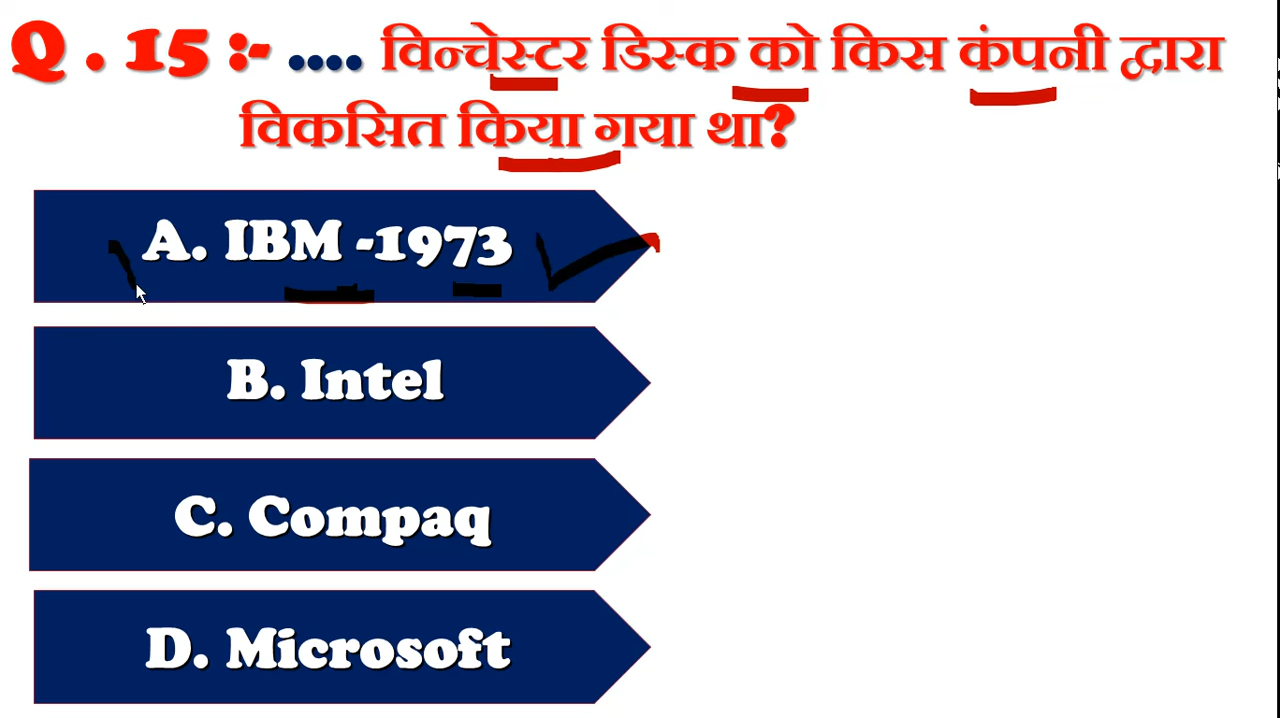 Q . 15 :- .... विन्चेस्टर डिस्क को किस कंपनी द्वारा
विकसित किया गया था?
A. IBM -1973
B. Intel
C. Compaq
D. Microsoft